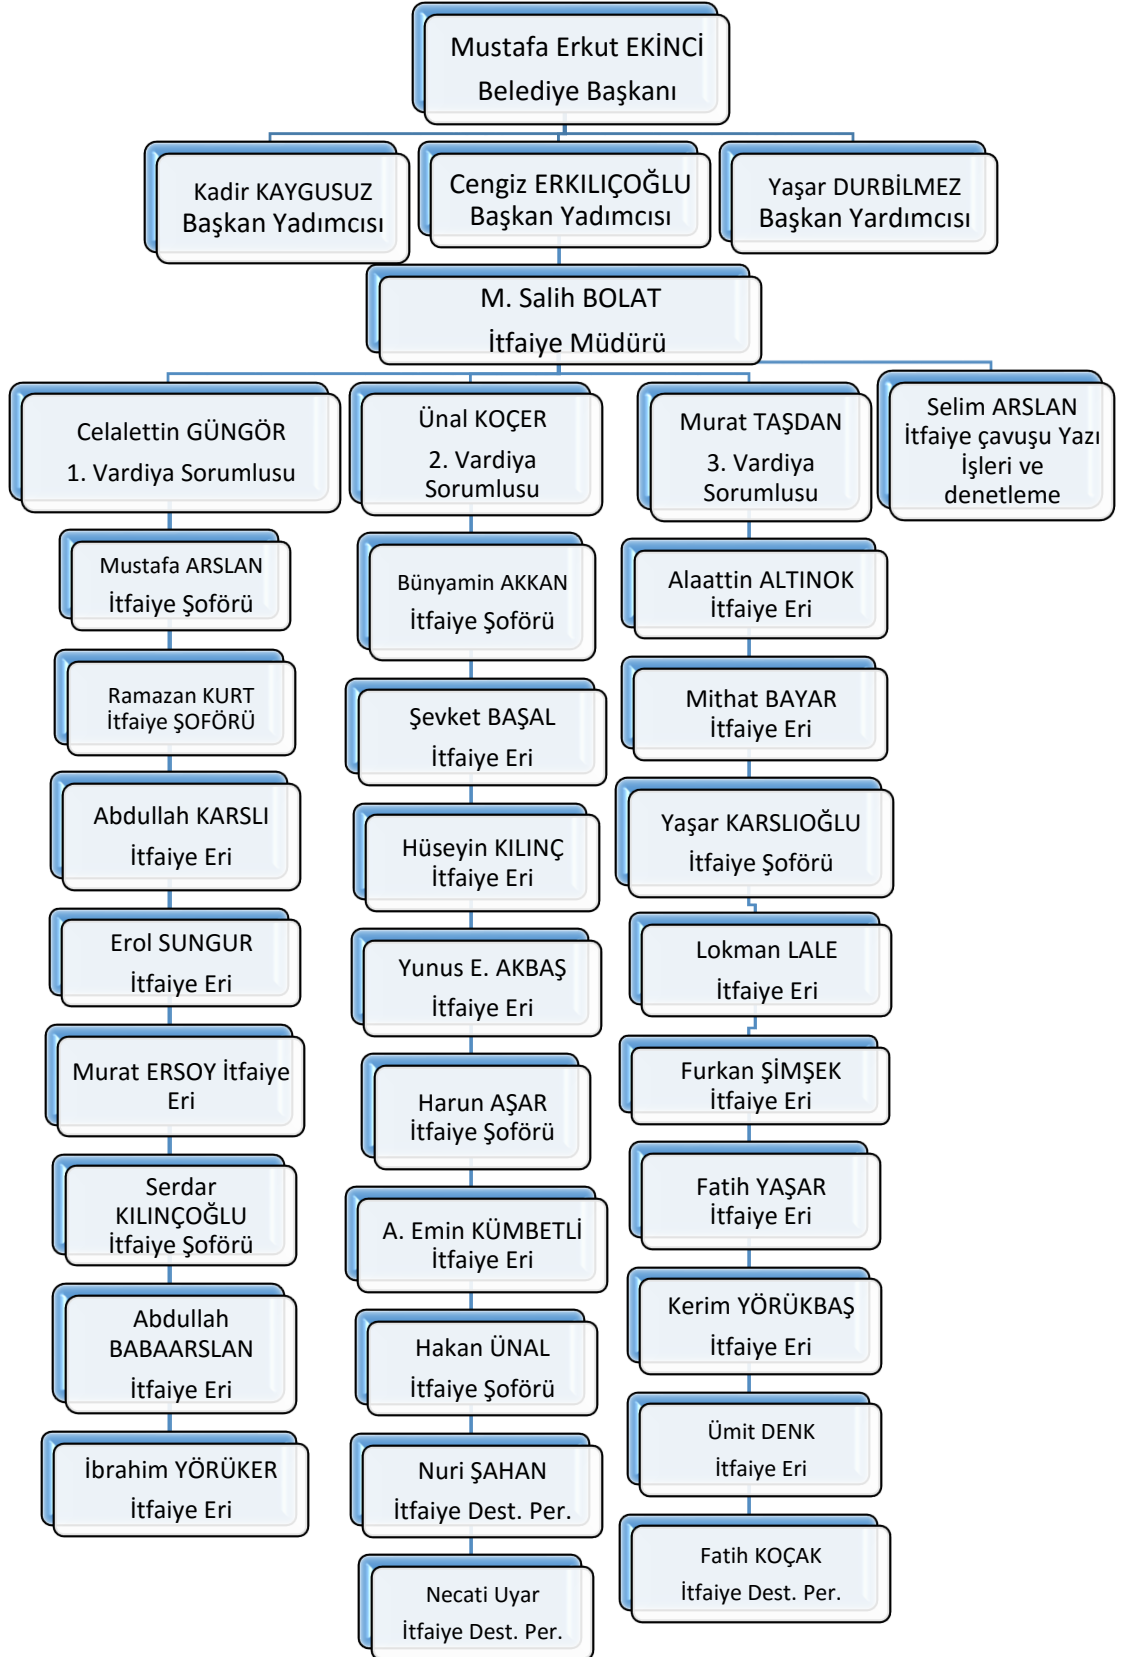 Mustafa Erkut EKİNCİ
Belediye Başkanı
Kadir KAYGUSUZ
Başkan Yadımcısı
Cengiz ERKILIÇOĞLU
Başkan Yadımcısı
Yaşar DURBİLMEZ
Başkan Yardımcısı
M. Salih BOLAT
İtfaiye Müdürü
Celalettin GÜNGÖR
1. Vardiya Sorumlusu
Mustafa ARSLAN
İtfaiye Şoförü
Ramazan KURT
İtfaiye ŞOFÖRÜ
Abdullah KARSLI
İtfaiye Eri
Erol SUNGUR
İtfaiye Eri
Murat ERSOY İtfaiye
Eri
Serdar
KILINÇOĞLU
İtfaiye Şoförü
Abdullah
BABAARSLAN
İtfaiye Eri
İbrahim YÖRÜKER
İtfaiye Eri
Ünal KOÇER
2. Vardiya
Sorumlusu
Bünyamin AKKAN
İtfaiye Şoförü
Şevket BAŞAL
İtfaiye Eri
Hüseyin KILINÇ
İtfaiye Eri
Yunus E. AKBAŞ
İtfaiye Eri
Harun AŞAR
İtfaiye Şoförü
A. Emin KÜMBETLİ
İtfaiye Eri
Hakan ÜNAL
İtfaiye Şoförü
Nuri ŞAHAN
İtfaiye Dest. Per.
Necati Uyar
İtfaiye Dest. Per.
Murat TAŞDAN
3. Vardiya
Sorumlusu
Alaattin ALTINOK
İtfaiye Eri
Mithat BAYAR
İtfaiye Eri
Yaşar KARSLIOĞLU
İtfaiye Şoförü
Lokman LALE
İtfaiye Eri
Furkan ŞİMŞEK
İtfaiye Eri
Fatih YAŞAR
İtfaiye Eri
Kerim YÖRÜKBAŞ
İtfaiye Eri
Ümit DENK
İtfaiye Eri
Fatih KOÇAK
İtfaiye Dest. Per.
Selim ARSLAN
İtfaiye çavuşu Yazı
İşleri ve
denetleme